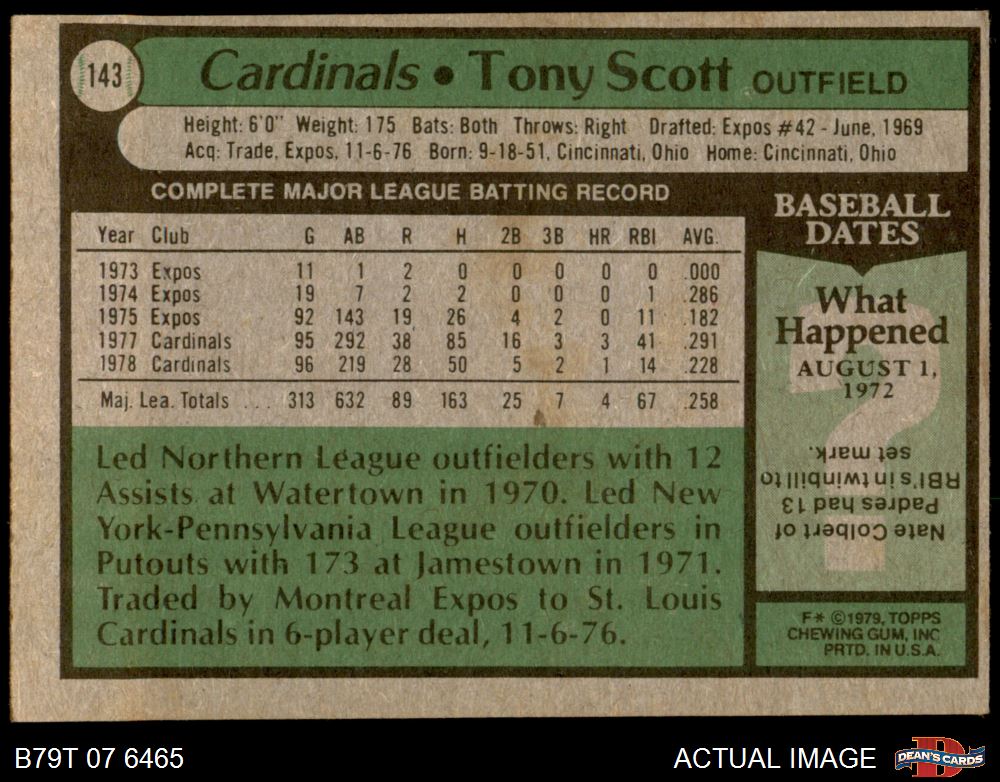 143
Cardinals • Tony Scott OUTFIELD
Height: 6'0" Weight: 175 Bats: Both Throws: Right Drafted: Expos #42 - June, 1969
Acq: Trade, Expos, 11-6-76 Born: 9-18-51, Cincinnati, Ohio Home: Cincinnati, Ohio
COMPLETE MAJOR LEAGUE BATTING RECORD
Year Club G AB R H 2B 3B HR RBI AVG.
1973 Expos 11 1 2 0 0 0 0 0 .000
1974 Expos 19 7 2 2 0 0 0 1 .286
1975 Expos 92 143 19 26 4 2 0 11 .182
1977 Cardinals 95 292 38 85 16 3 3 41 .291
1978 Cardinals 96 219 28 50 5 2 1 14 .228
Maj. Lea. Totals ... 313 632 89 163 25 7 4 67 .258
Led Northern League outfielders with 12
Assists at Watertown in 1970. Led New
York-Pennsylvania League outfielders in
Putouts with 173 at Jamestown in 1971.
Traded by Montreal Expos to St. Louis
Cardinals in 6-player deal, 11-6-76.
BASEBALL
DATES
What
Happened
AUGUST 1,
1972
?
Nate Colbert of
Padres had 13
RBI's in twinbill to
set mark.
F* ©1979, TOPPS
CHEWING GUM, INC
PRTD. IN U.S.A.
B79T 07 6465
ACTUAL IMAGE
D
DEAN'S CARDS